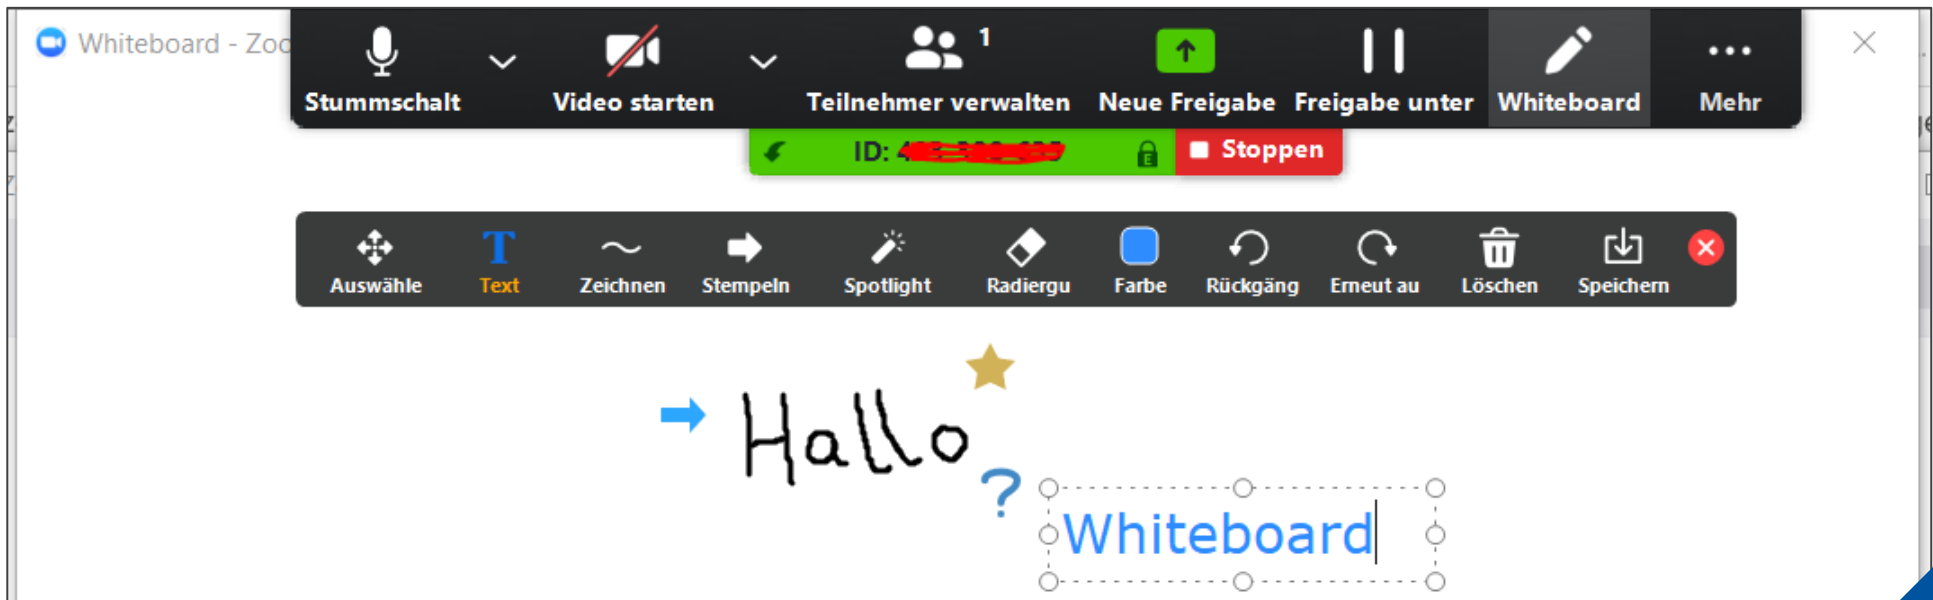 Whiteboard - Zoo
1
Stummschalt Video starten Teilnehmer verwalten Neue Freigabe Freigabe unter Whiteboard Mehr
ID:
E
Stoppen
T
Auswähle Text Zeichnen Stempeln Spotlight Radiergu Farbe Rückgäng Erneut au Löschen Speichern
Hallo
?
Whiteboard